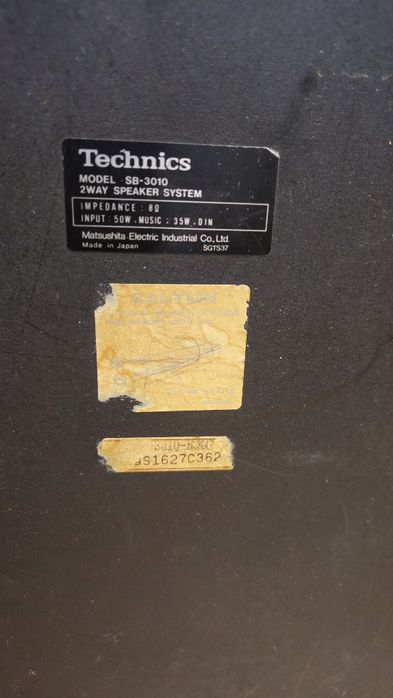 Technics
MODEL SB-3010
2WAY SPEAKER SYSTEM
IMPEDANCE : 8Ω
INPUT : 50W . MUSIC : 35W . DIN
Matsushita Electric Industrial Co., Ltd.
Made in Japan SGTS37
CAUTION
S1627C362